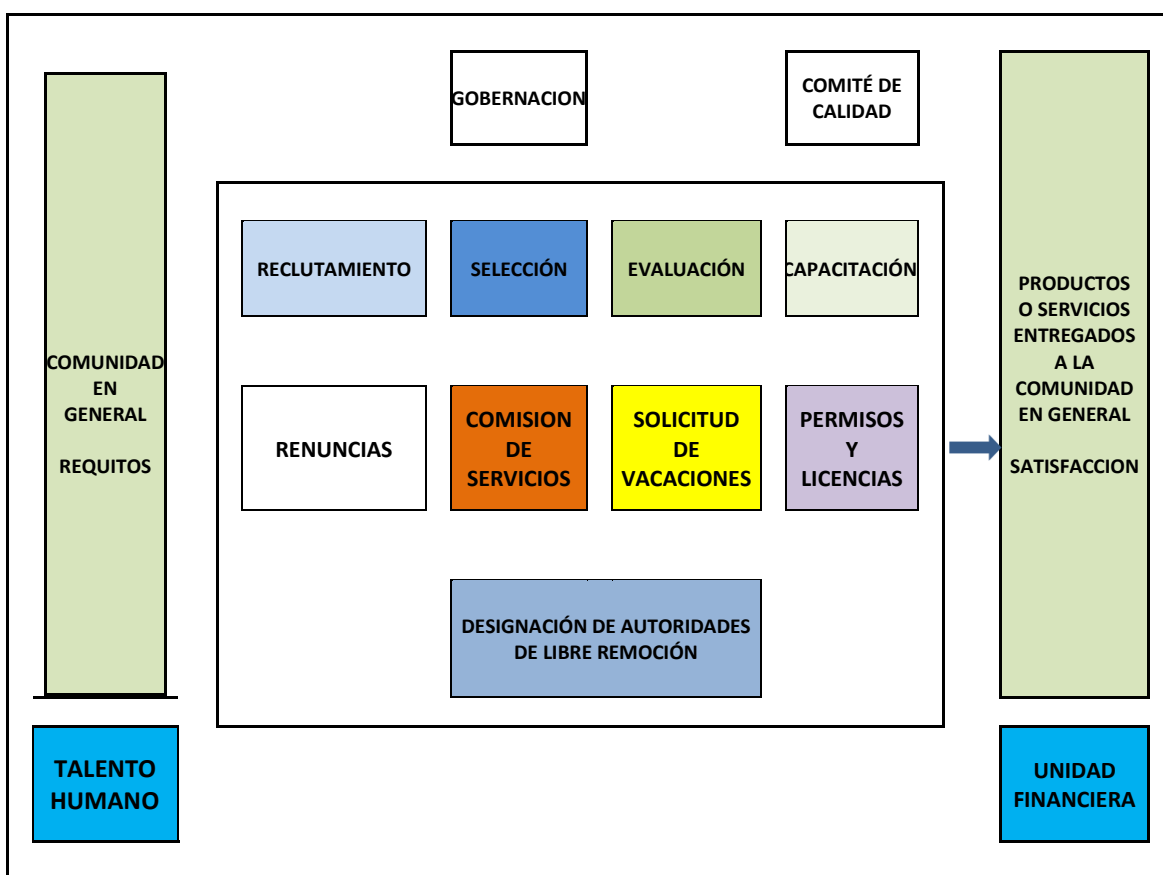 GOBERNACION
COMITÉ DE
CALIDAD
COMUNIDAD
EN
GENERAL
REQUITOS
RECLUTAMIENTO
SELECCIÓN
EVALUACIÓN
CAPACITACIÓN
RENUNCIAS
COMISION
DE
SERVICIOS
SOLICITUD
DE
VACACIONES
PERMISOS
Y
LICENCIAS
DESIGNACIÓN DE AUTORIDADES
DE LIBRE REMOCIÓN
PRODUCTOS
O SERVICIOS
ENTREGADOS
A LA
COMUNIDAD
EN GENERAL
SATISFACCION
TALENTO
HUMANO
UNIDAD
FINANCIERA